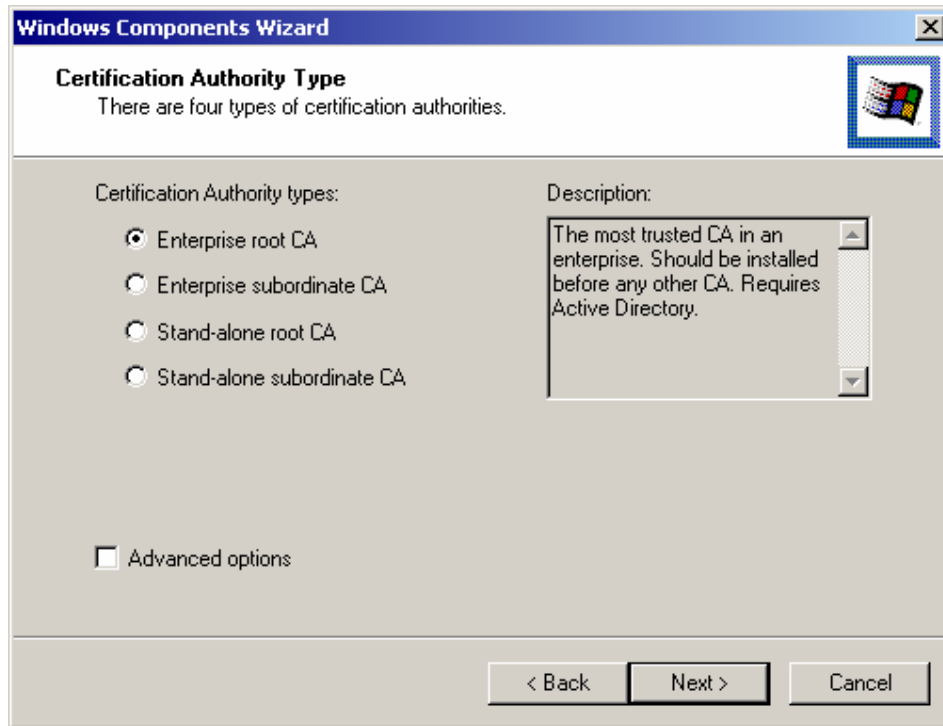 Windows Components Wizard
Certification Authority Type
There are four types of certification authorities.
Certification Authority types:
Enterprise root CA
Enterprise subordinate CA
Stand-alone root CA
Stand-alone subordinate CA
Description:
The most trusted CA in an
enterprise. Should be installed
before any other CA. Requires
Active Directory.
Advanced options
< Back
Next >
Cancel